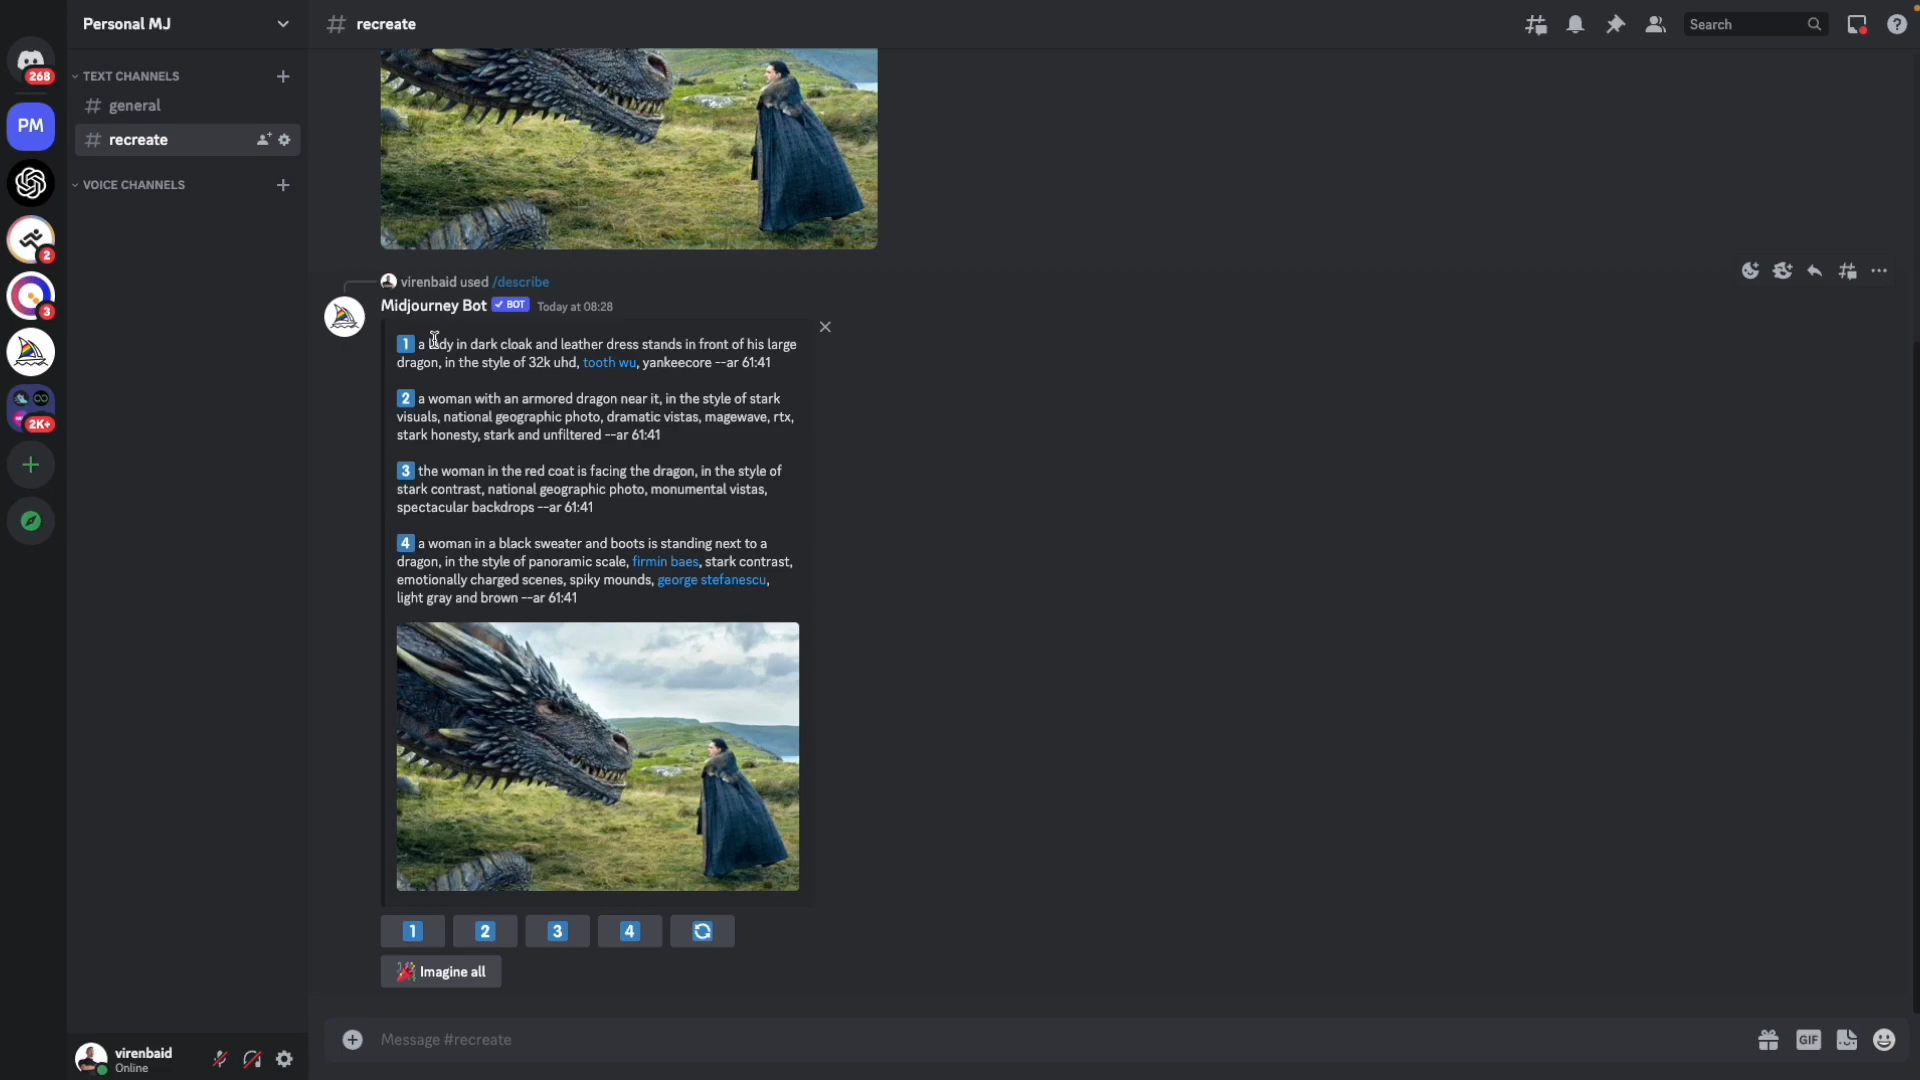 Personal MJ
recreate
Search
268
TEXT CHANNELS
general
PM
recreate
VOICE CHANNELS
2
3
2K+
virenbaid used /describe
Midjourney Bot ✓ BOT Today at 08:28
1 a lady in dark cloak and leather dress stands in front of his large
dragon, in the style of 32k uhd, tooth wu, yankeecore --ar 61:41
2 a woman with an armored dragon near it, in the style of stark
visuals, national geographic photo, dramatic vistas, magewave, rtx,
stark honesty, stark and unfiltered --ar 61:41
3 the woman in the red coat is facing the dragon, in the style of
stark contrast, national geographic photo, monumental vistas,
spectacular backdrops --ar 61:41
4 a woman in a black sweater and boots is standing next to a
dragon, in the style of panoramic scale, firmin baes, stark contrast,
emotionally charged scenes, spiky mounds, george stefanescu,
light gray and brown --ar 61:41
1 2 3 4
Imagine all
Message #recreate
GIF
virenbaid
Online